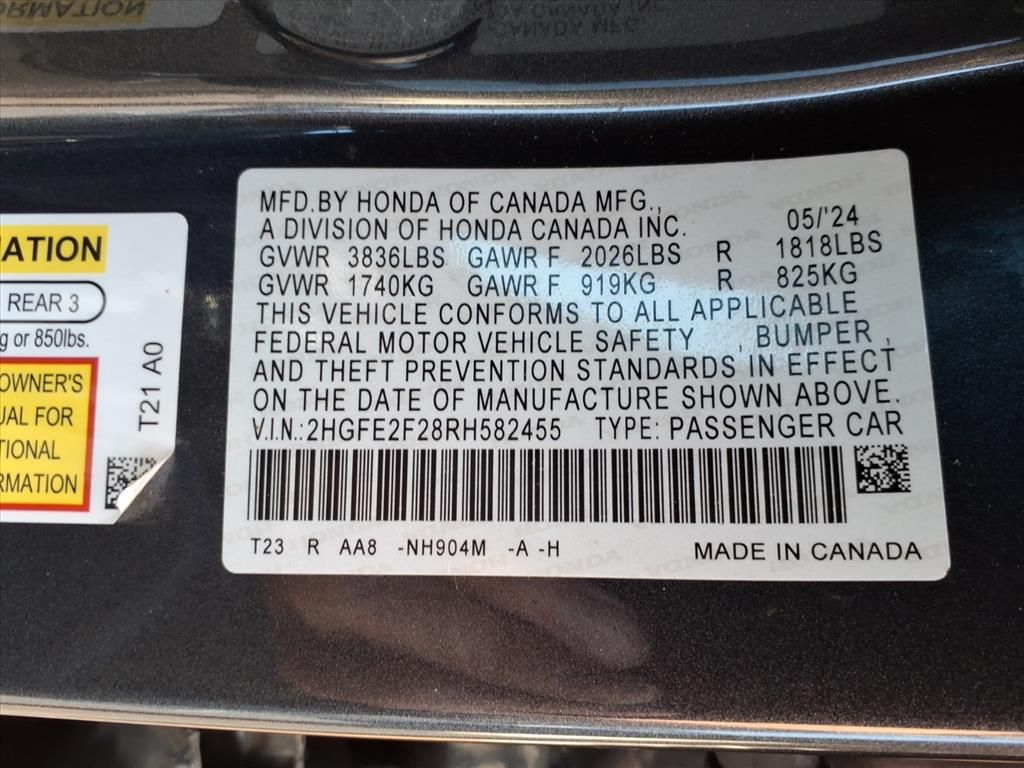 ORMATION
MFD.BY HONDA OF CANADA MFG.,
A DIVISION OF HONDA CANADA INC. 05/'24
GVWR 3836LBS GAWR F 2026LBS R 1818LBS
GVWR 1740KG GAWR F 919KG R 825KG
THIS VEHICLE CONFORMS TO ALL APPLICABLE
FEDERAL MOTOR VEHICLE SAFETY , BUMPER ,
AND THEFT PREVENTION STANDARDS IN EFFECT
ON THE DATE OF MANUFACTURE SHOWN ABOVE.
V.I.N.: 2HGFE2F28RH582455 TYPE: PASSENGER CAR
T23 R AA8 -NH904M -A -H MADE IN CANADA
MATION
REAR 3
g or 850lbs.
OWNER'S
UAL FOR
TIONAL
RMATION
T21 A0